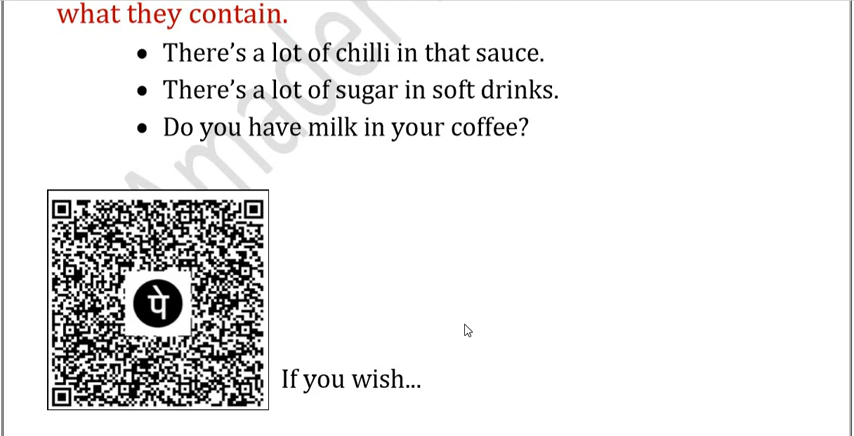 what they contain.
• There's a lot of chilli in that sauce.
• There's a lot of sugar in soft drinks.
• Do you have milk in your coffee?
पे
If you wish...